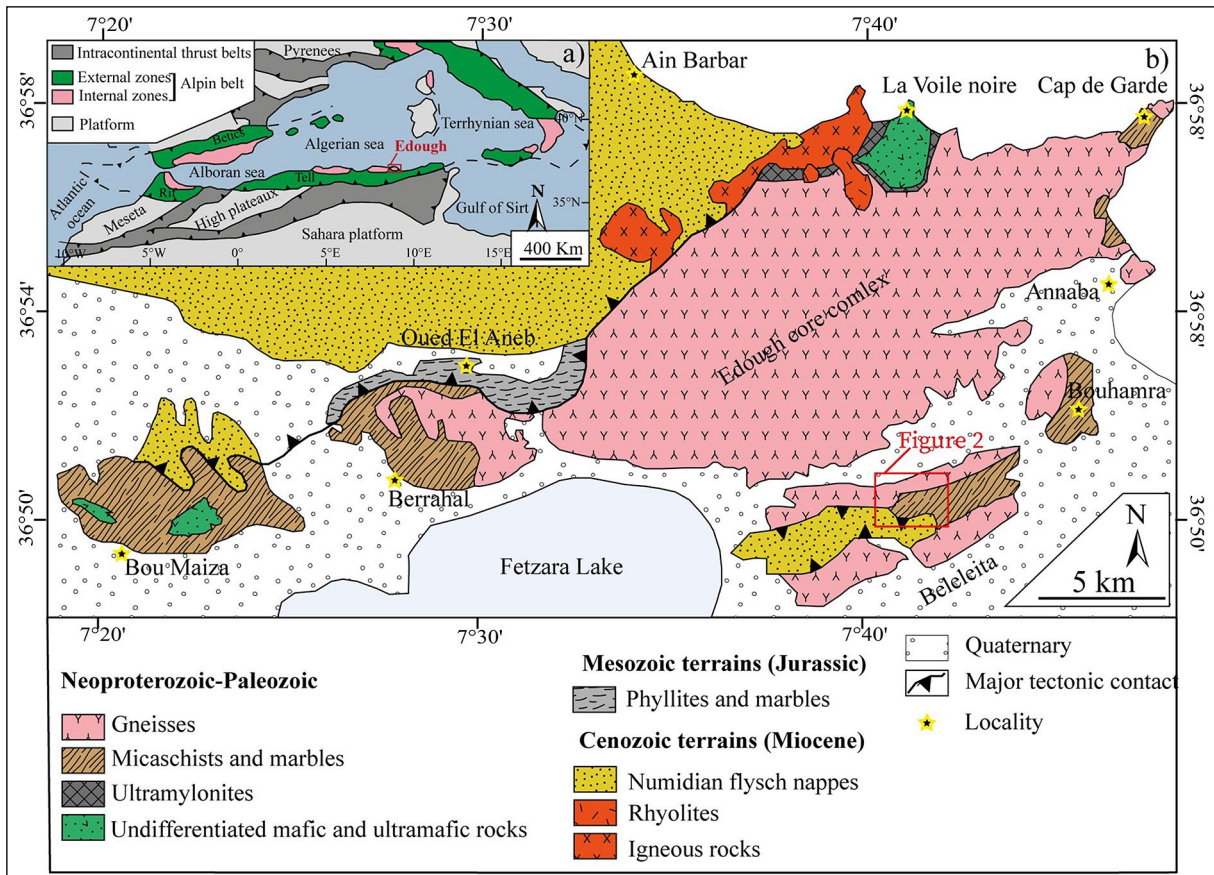 7°20'
7°30'
7°40'
a)
b)
Intracontinental thrust belts
External zones
Internal zones
Alpin belt
Platform
Pyrenees
Betics
Algerian sea
Terrhynian sea
40°N
Edough
Alboran sea
Tell
Rif
Atlantic
ocean
Meseta
High plateaux
Sahara platform
Gulf of Sirt
35°N
N
400 Km
10°W
5°W
0°
5°E
10°E
15°E
36°58'
36°54'
36°50'
36°58'
36°58'
36°50'
Ain Barbar
La Voile noire
Cap de Garde
Annaba
Edough core comlex
Oued El Aneb
Bouhamra
Figure 2
Berrahal
Bou Maiza
Fetzara Lake
Beleleita
N
5 km
7°20'
7°30'
7°40'
Neoproterozoic-Paleozoic
Gneisses
Micaschists and marbles
Ultramylonites
Undifferentiated mafic and ultramafic rocks
Mesozoic terrains (Jurassic)
Phyllites and marbles
Cenozoic terrains (Miocene)
Numidian flysch nappes
Rhyolites
Igneous rocks
Quaternary
Major tectonic contact
Locality